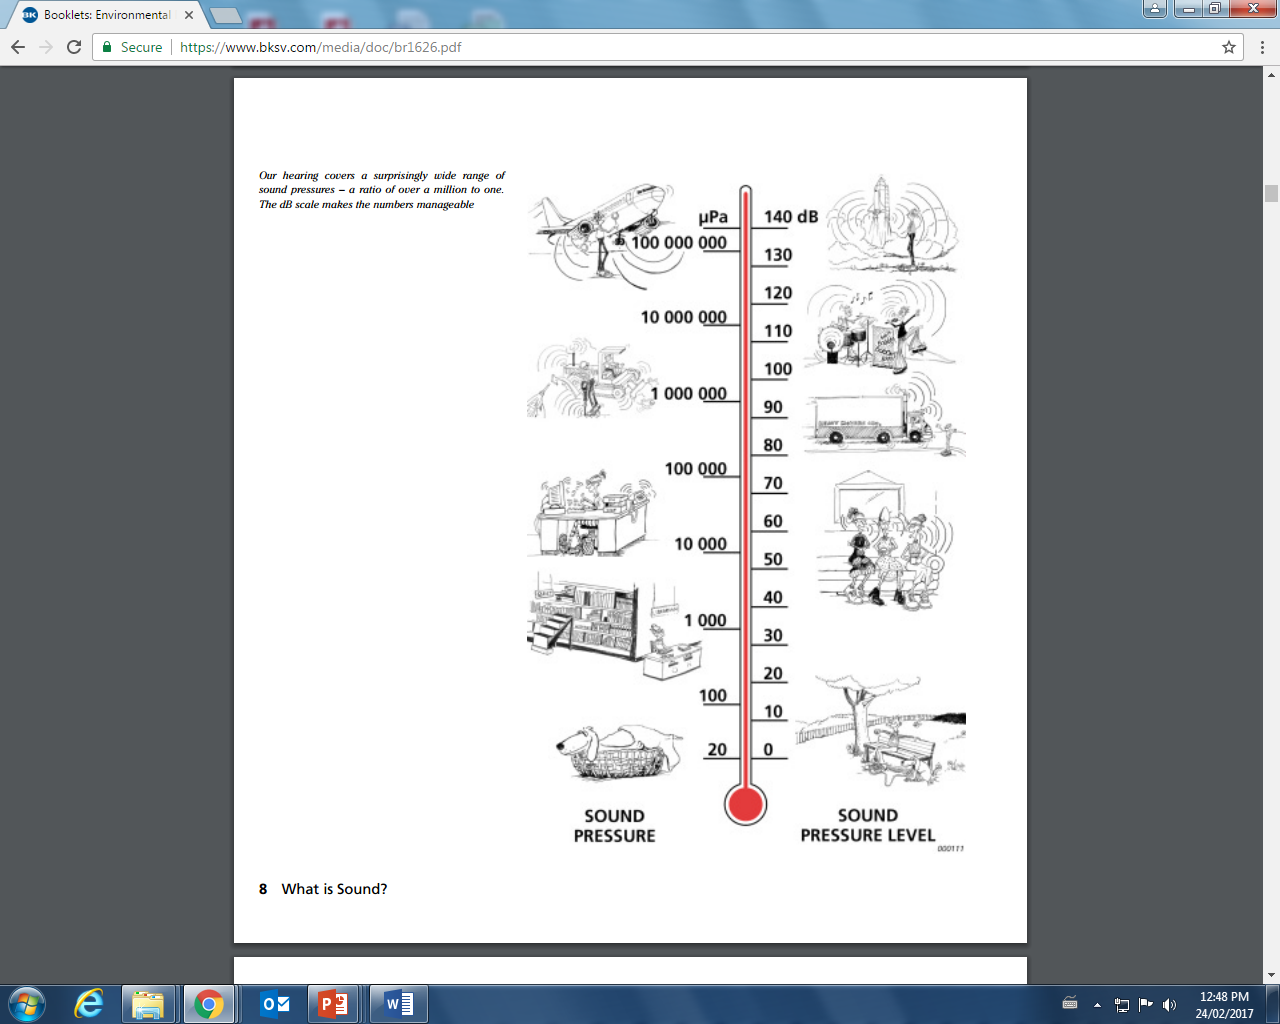 Booklets: Environmental
Secure
https://www.bksv.com/media/doc/br1626.pdf
Our hearing covers a surprisingly wide range of
sound pressures – a ratio of over a million to one.
The dB scale makes the numbers manageable
µPa
140 dB
100 000 000
130
120
10 000 000
110
100
1 000 000
90
80
100 000
70
60
10 000
50
40
1 000
30
20
100
10
20
0
SOUND
PRESSURE
SOUND
PRESSURE LEVEL
000111
8 What is Sound?
12:48 PM
24/02/2017